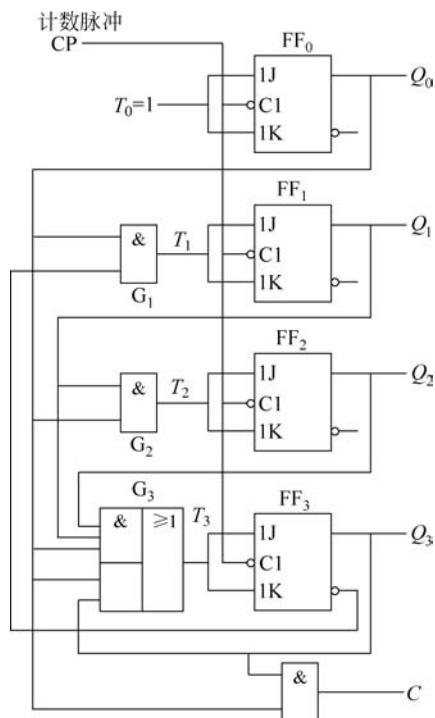 计数脉冲
CP
FF₀
1J
Q₀
T₀=1
C1
1K
FF₁
&
T₁
1J
Q₁
C1
1K
G₁
FF₂
&
T₂
1J
Q₂
C1
1K
G₂
G₃
FF₃
&
≥1
T₃
1J
Q₃
C1
1K
&
C